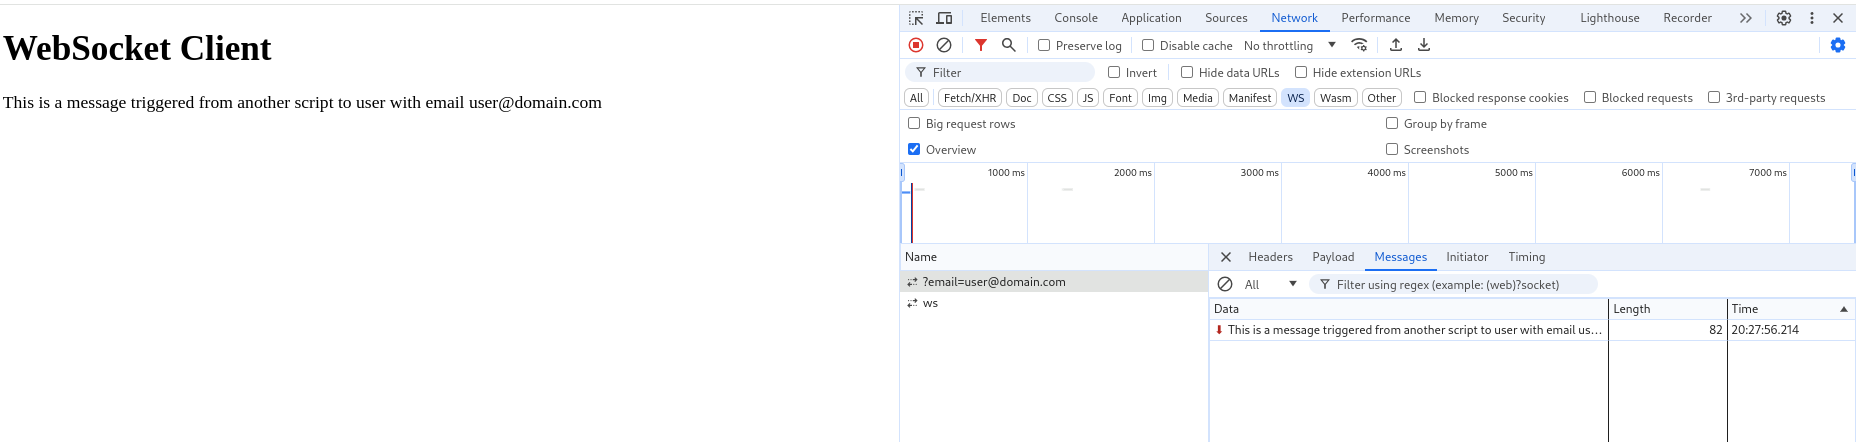 WebSocket Client
This is a message triggered from another script to user with email user@domain.com
Elements Console Application Sources Network Performance Memory Security Lighthouse Recorder
Preserve log Disable cache No throttling
Filter Invert Hide data URLs Hide extension URLs
All Fetch/XHR Doc CSS JS Font Img Media Manifest WS Wasm Other Blocked response cookies Blocked requests 3rd-party requests
Big request rows Group by frame
Overview Screenshots
1000 ms 2000 ms 3000 ms 4000 ms 5000 ms 6000 ms 7000 ms
Name
?email=user@domain.com
ws
Headers Payload Messages Initiator Timing
All Filter using regex (example: (web)?socket)
Data Length Time
This is a message triggered from another script to user with email us... 82 20:27:56.214